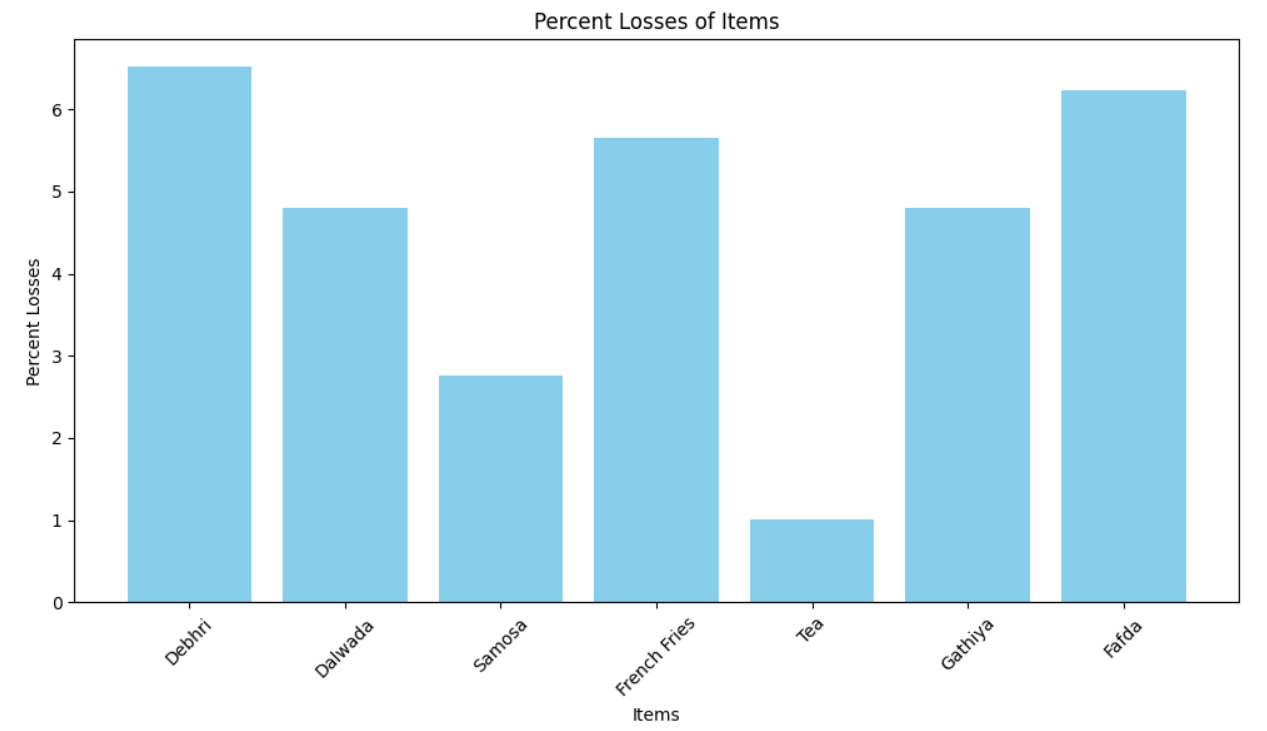 Percent Losses of Items
Percent Losses
6
5
4
3
2
1
0
Debhri
Dalwada
Samosa
French Fries
Tea
Gathiya
Fafda
Items